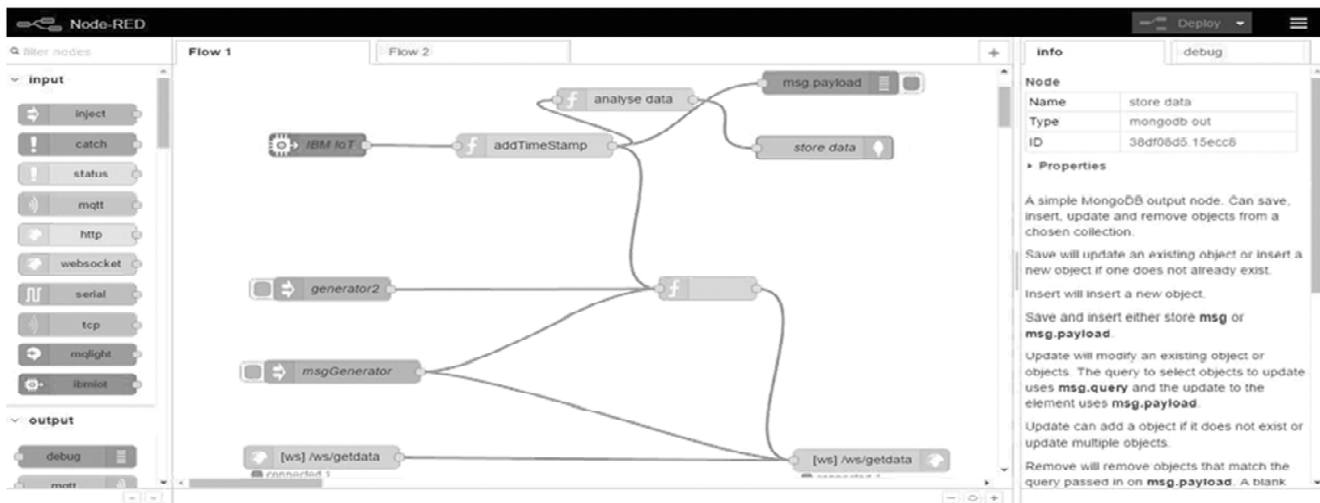 Node-RED
Deploy
filter nodes
Flow 1
Flow 2
+
info
debug
input
inject
catch
status
mqtt
http
websocket
serial
tcp
mqlight
ibmiot
output
debug
mqtt
IBM IoT
addTimeStamp
analyse data
msg.payload
store data
generator2
msgGenerator
[ws] /ws/getdata
connected 1
[ws] /ws/getdata
connected 1
Node
Name store data
Type mongodb out
ID 38df08d5.15ecc8
Properties
A simple MongoDB output node. Can save,
insert, update and remove objects from a
chosen collection.
Save will update an existing object or insert a
new object if one does not already exist.
Insert will insert a new object.
Save and insert either store msg or
msg.payload.
Update will modify an existing object or
objects. The query to select objects to update
uses msg.query and the update to the
element uses msg.payload.
Update can add a object if it does not exist or
update multiple objects.
Remove will remove objects that match the
query passed in on msg.payload. A blank